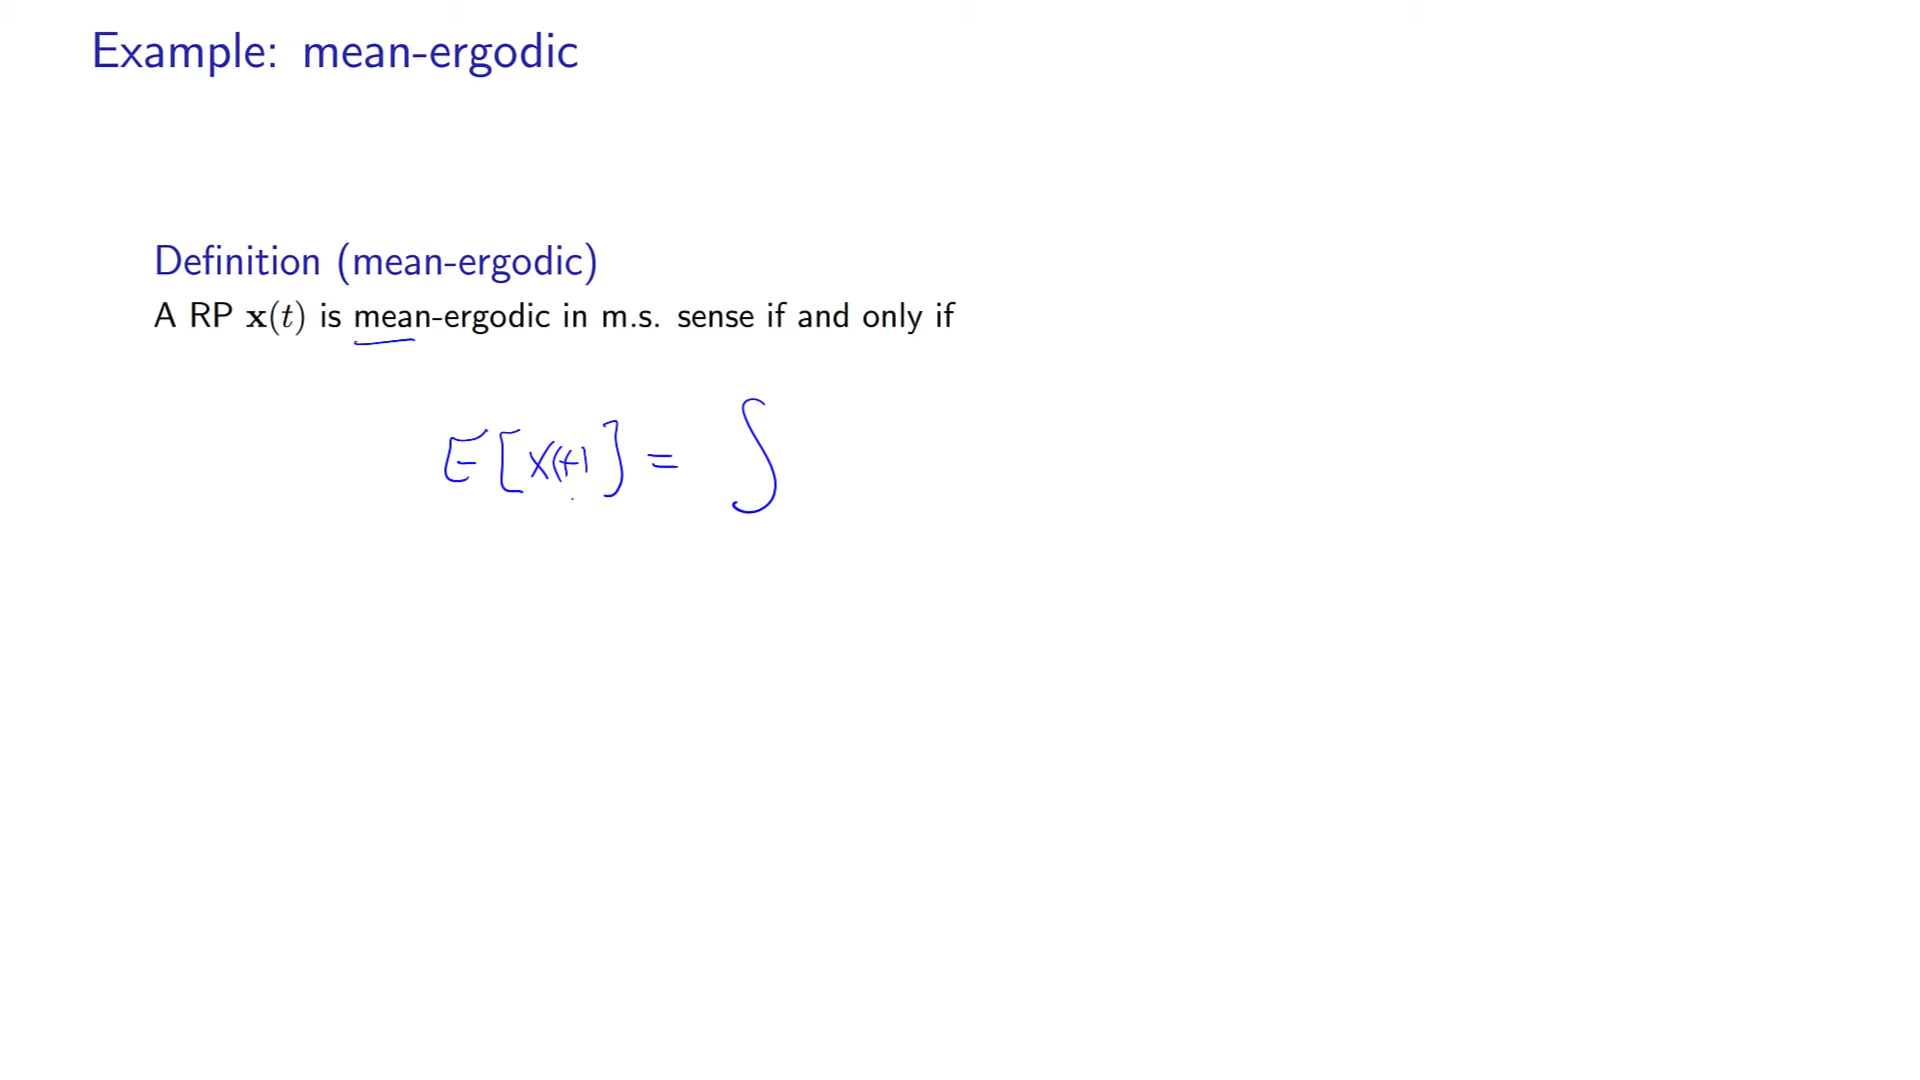 Example: mean-ergodic
Definition (mean-ergodic)
A RP x(t) is mean-ergodic in m.s. sense if and only if
E[x(t)] = ∫